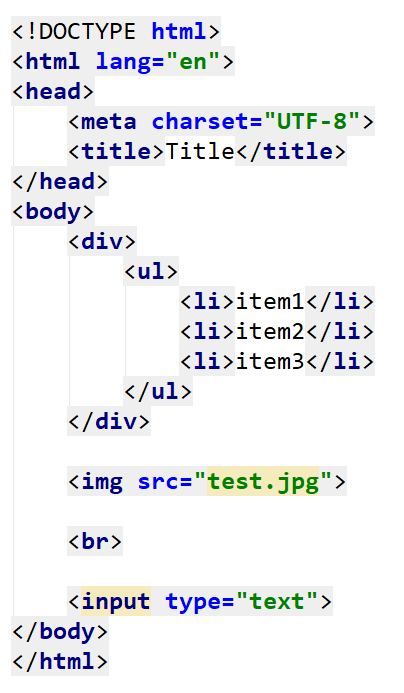 <!DOCTYPE html>
<html lang="en">
<head>
    <meta charset="UTF-8">
    <title>Title</title>
</head>
<body>
    <div>
        <ul>
            <li>item1</li>
            <li>item2</li>
            <li>item3</li>
        </ul>
    </div>

    <img src="test.jpg">

    <br>

    <input type="text">
</body>
</html>